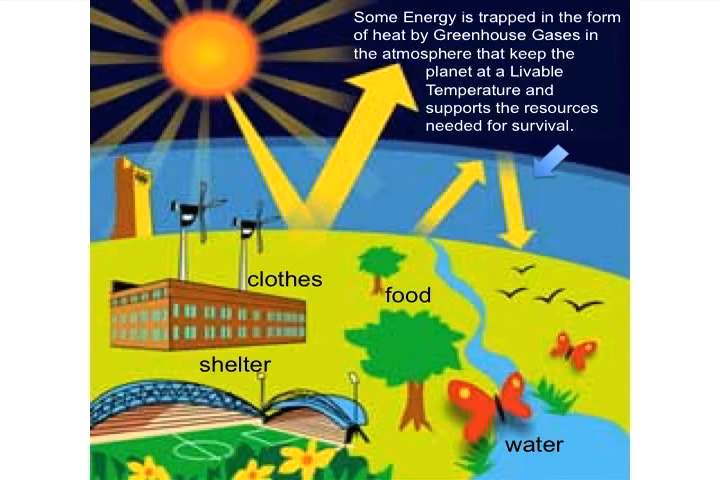 Some Energy is trapped in the form
of heat by Greenhouse Gases in
the atmosphere that keep the
planet at a Livable
Temperature and
supports the resources
needed for survival.
clothes
food
shelter
water